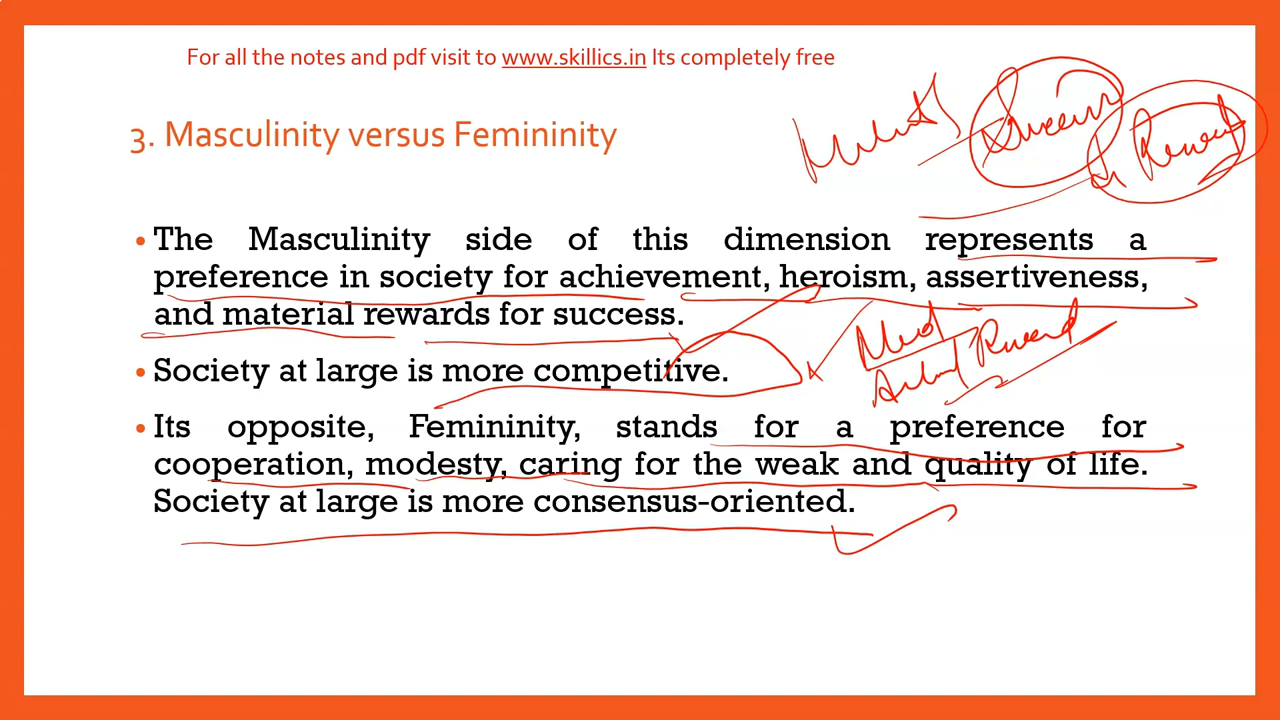 For all the notes and pdf visit to www.skillics.in Its completely free
3. Masculinity versus Femininity
• The Masculinity side of this dimension represents a
preference in society for achievement, heroism, assertiveness,
and material rewards for success.
• Society at large is more competitive.
• Its opposite, Femininity, stands for a preference for
cooperation, modesty, caring for the weak and quality of life.
Society at large is more consensus-oriented.